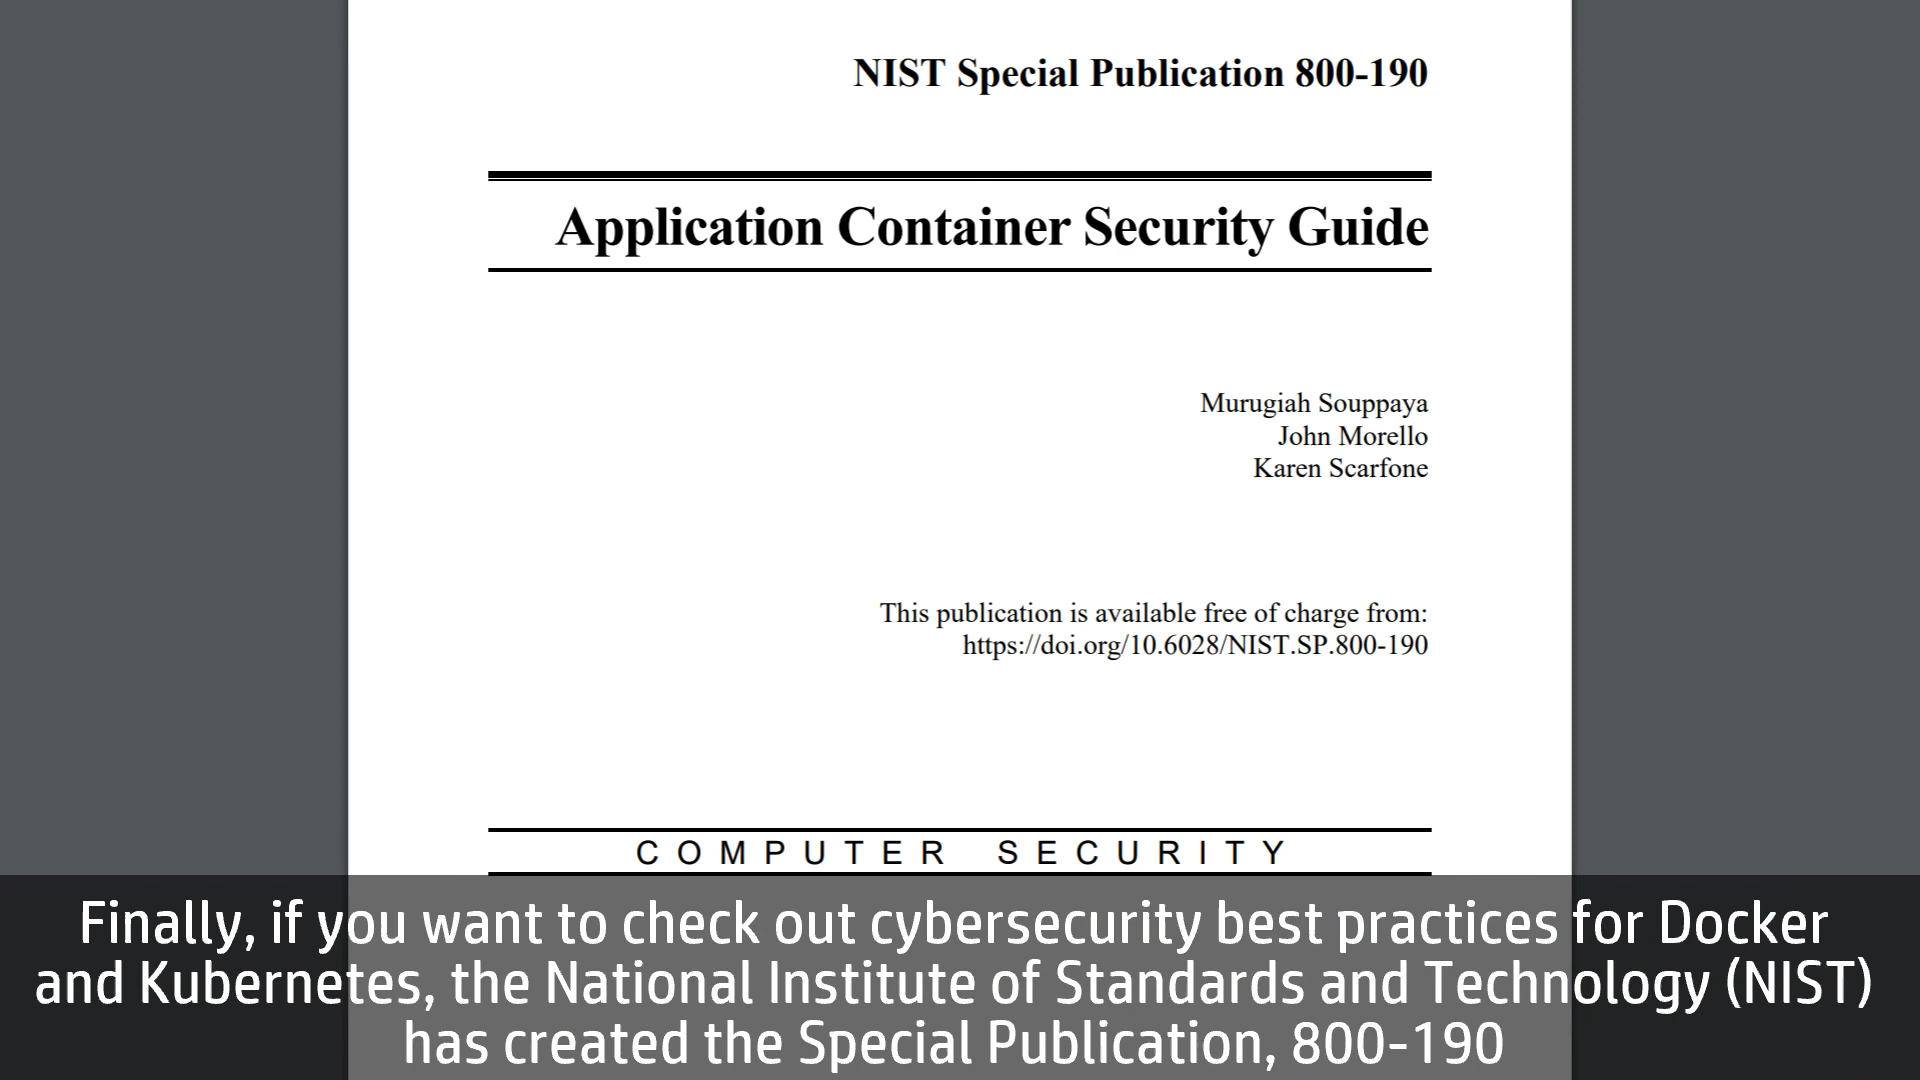 NIST Special Publication 800-190
Application Container Security Guide
Murugiah Souppaya
John Morello
Karen Scarfone
This publication is available free of charge from:
https://doi.org/10.6028/NIST.SP.800-190
COMPUTER SECURITY
Finally, if you want to check out cybersecurity best practices for Docker
and Kubernetes, the National Institute of Standards and Technology (NIST)
has created the Special Publication, 800-190